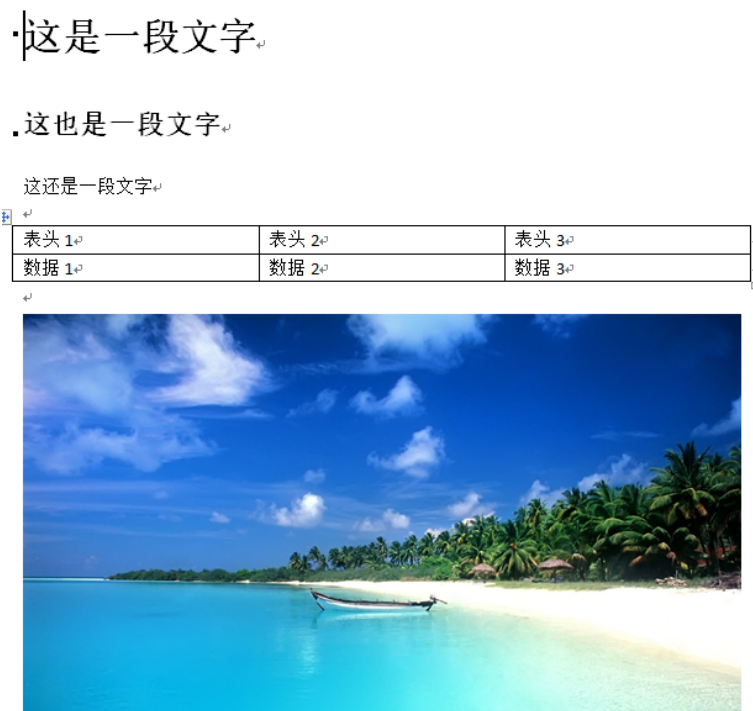 这是一段文字
这也是一段文字
这还是一段文字
表头 1 表头 2 表头 3
数据 1 数据 2 数据 3